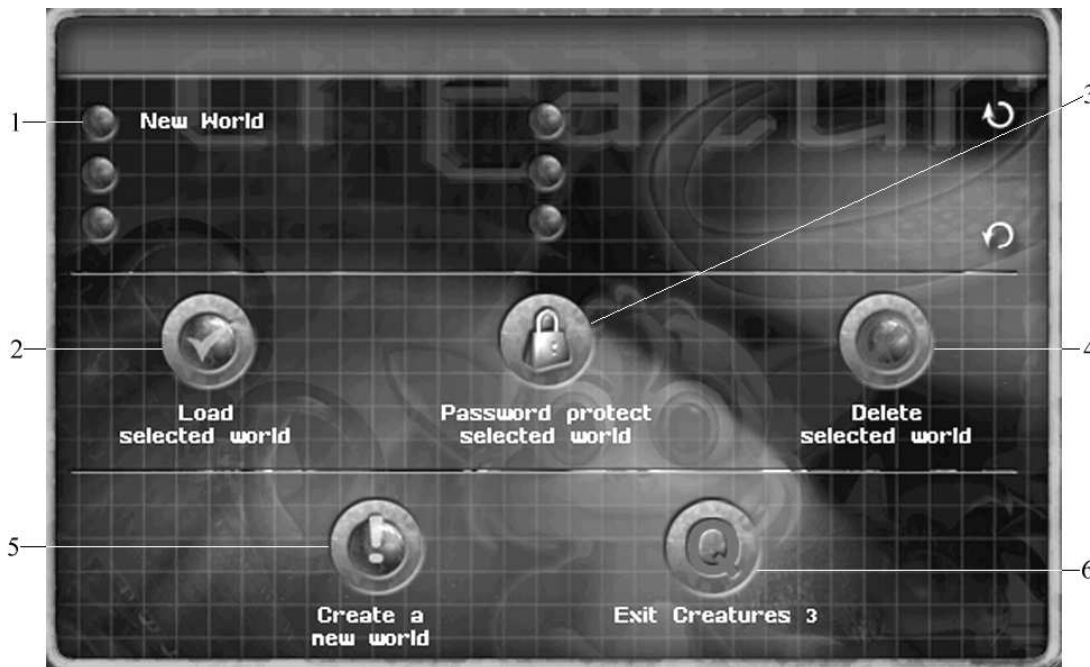 creatur
1
New World
3
2
4
Load
selected world
Password protect
selected world
Delete
selected world
5
6
Create a
new world
Exit Creatures 3